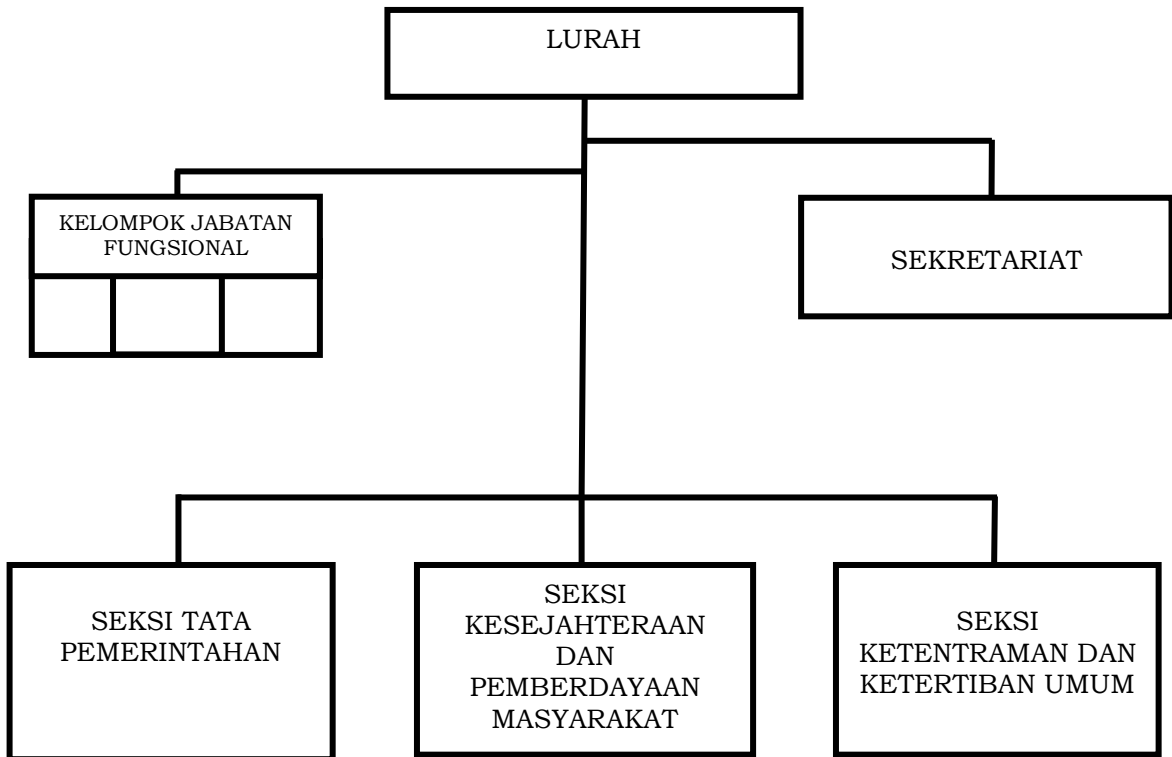 LURAH
KELOMPOK JABATAN
FUNGSIONAL
SEKRETARIAT
SEKSI TATA
PEMERINTAHAN
SEKSI
KESEJAHTERAAN
DAN
PEMBERDAYAAN
MASYARAKAT
SEKSI
KETENTRAMAN DAN
KETERTIBAN UMUM